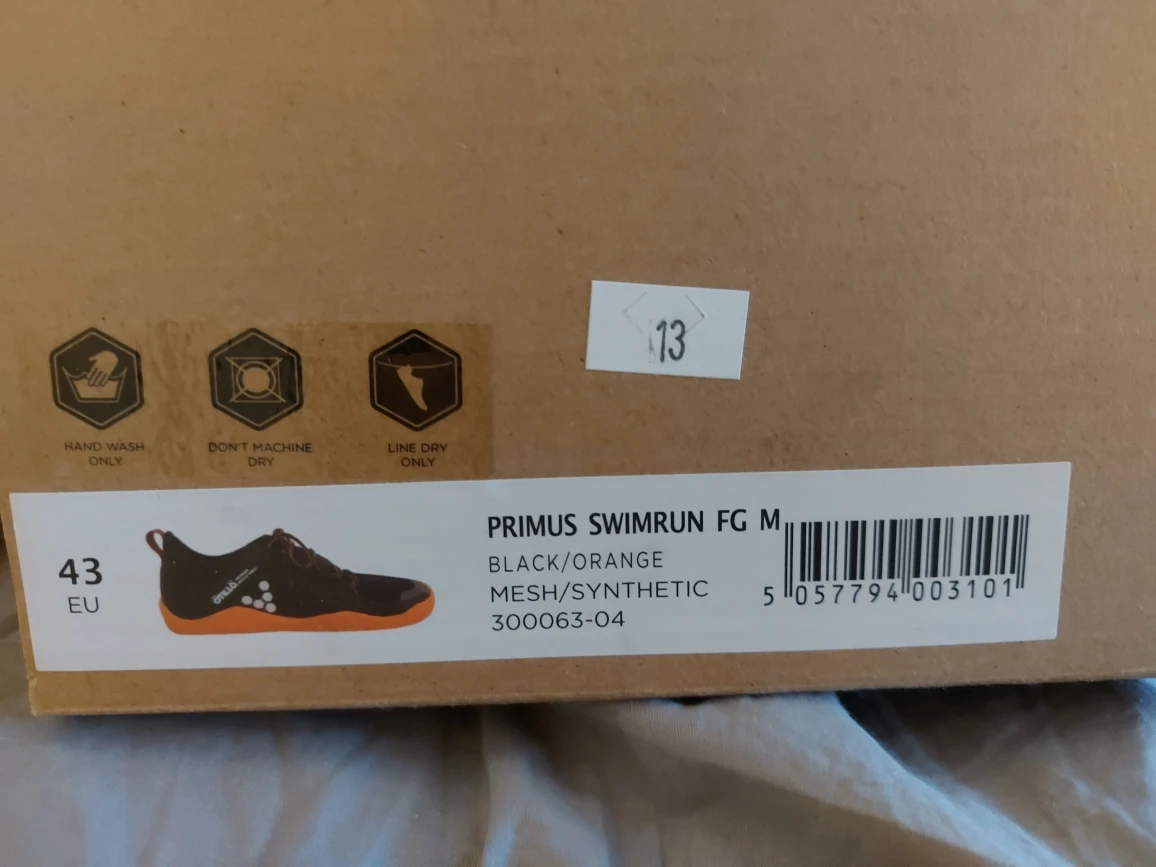 13
HAND WASH
ONLY
DON'T MACHINE
DRY
LINE DRY
ONLY
43
EU
ÖTILLÖ
PRIMUS SWIMRUN FG M
BLACK/ORANGE
MESH/SYNTHETIC
300063-04
5 057794 003101